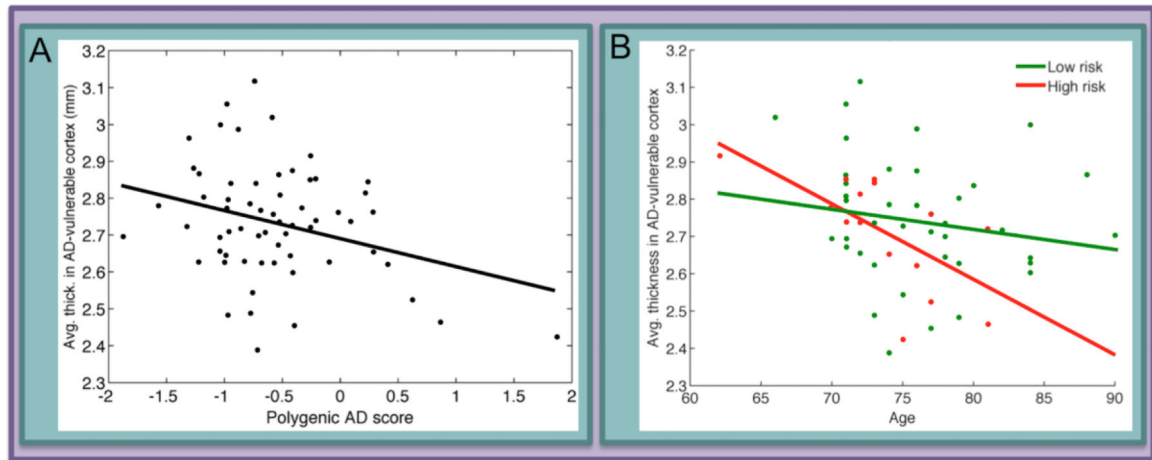 A
Avg. thick. in AD-vulnerable cortex (mm)
3.2
3.1
3
2.9
2.8
2.7
2.6
2.5
2.4
2.3
-2 -1.5 -1 -0.5 0 0.5 1 1.5 2
Polygenic AD score
B
Avg. thickness in AD-vulnerable cortex
3.2
3.1
3
2.9
2.8
2.7
2.6
2.5
2.4
2.3
60 65 70 75 80 85 90
Age
Low risk
High risk